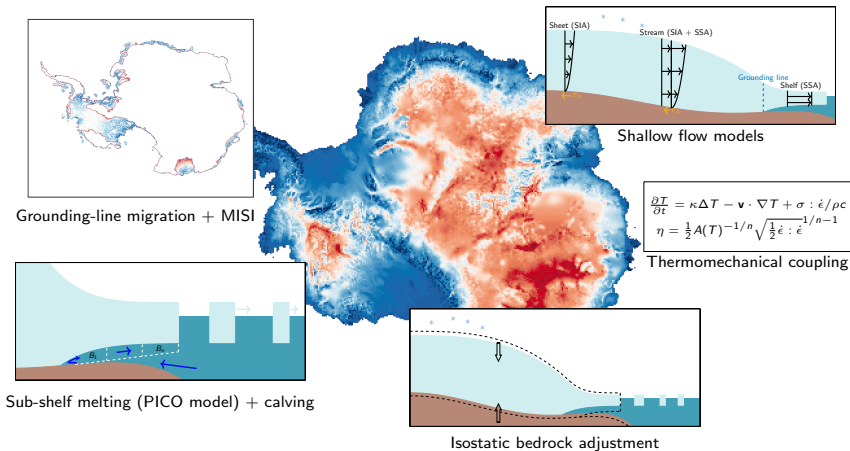 Sheet (SIA)
Stream (SIA + SSA)
Grounding line
Shelf (SSA)
Shallow flow models
Grounding-line migration + MISI
∂T/∂t = κΔT − v · ∇T + σ : ε̇/ρc
η = ½A(T)^{−1/n}√(½ε̇ : ε̇)^{1/n−1}
Thermomechanical coupling
B₁
Bₙ
Sub-shelf melting (PICO model) + calving
Isostatic bedrock adjustment